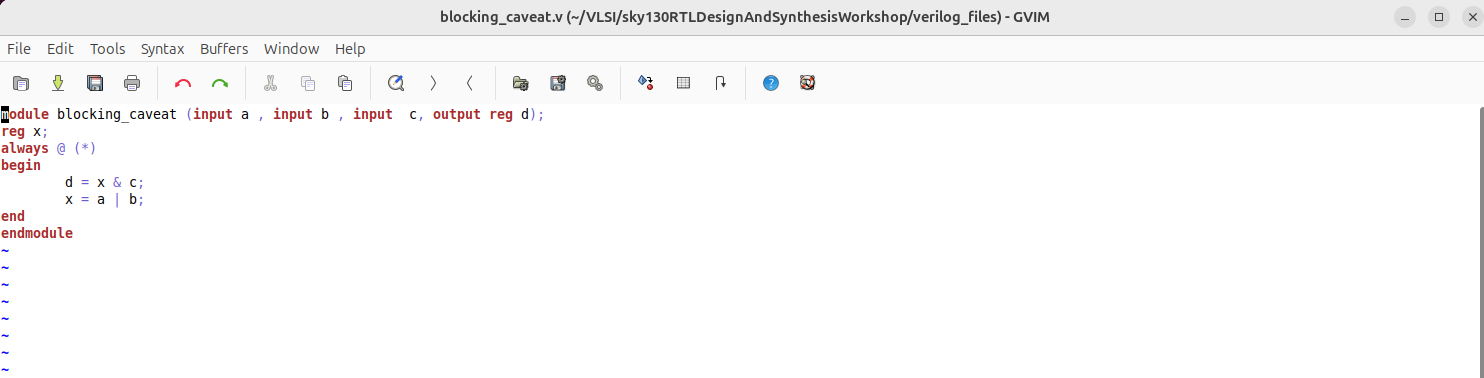 blocking_caveat.v (~/VLSI/sky130RTLDesignAndSynthesisWorkshop/verilog_files) - GVIM
File Edit Tools Syntax Buffers Window Help
module blocking_caveat (input a , input b , input  c, output reg d);
reg x;
always @ (*)
begin
        d = x & c;
        x = a | b;
end
endmodule
~
~
~
~
~
~
~
~